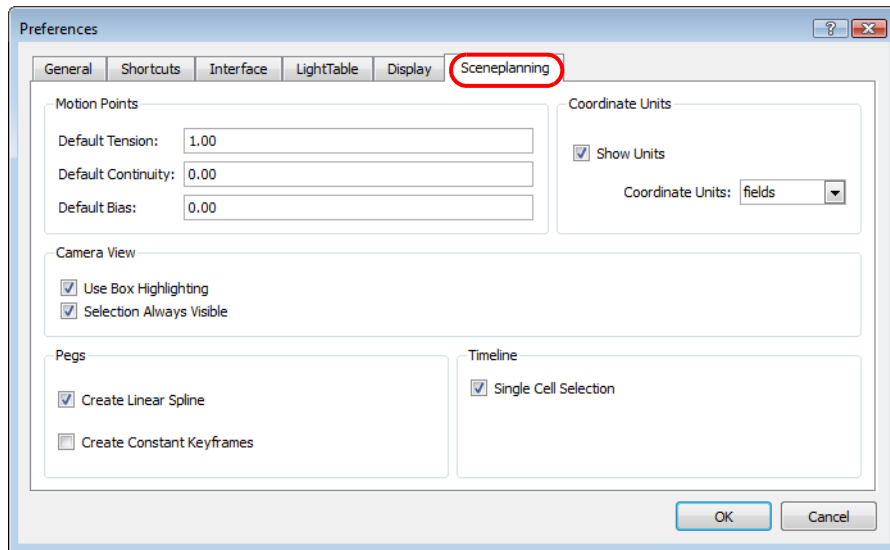 Preferences
?
General Shortcuts Interface LightTable Display Sceneplanning
Motion Points
Default Tension: 1.00
Default Continuity: 0.00
Default Bias: 0.00
Coordinate Units
Show Units
Coordinate Units: fields
Camera View
Use Box Highlighting
Selection Always Visible
Pegs
Create Linear Spline
Create Constant Keyframes
Timeline
Single Cell Selection
OK Cancel